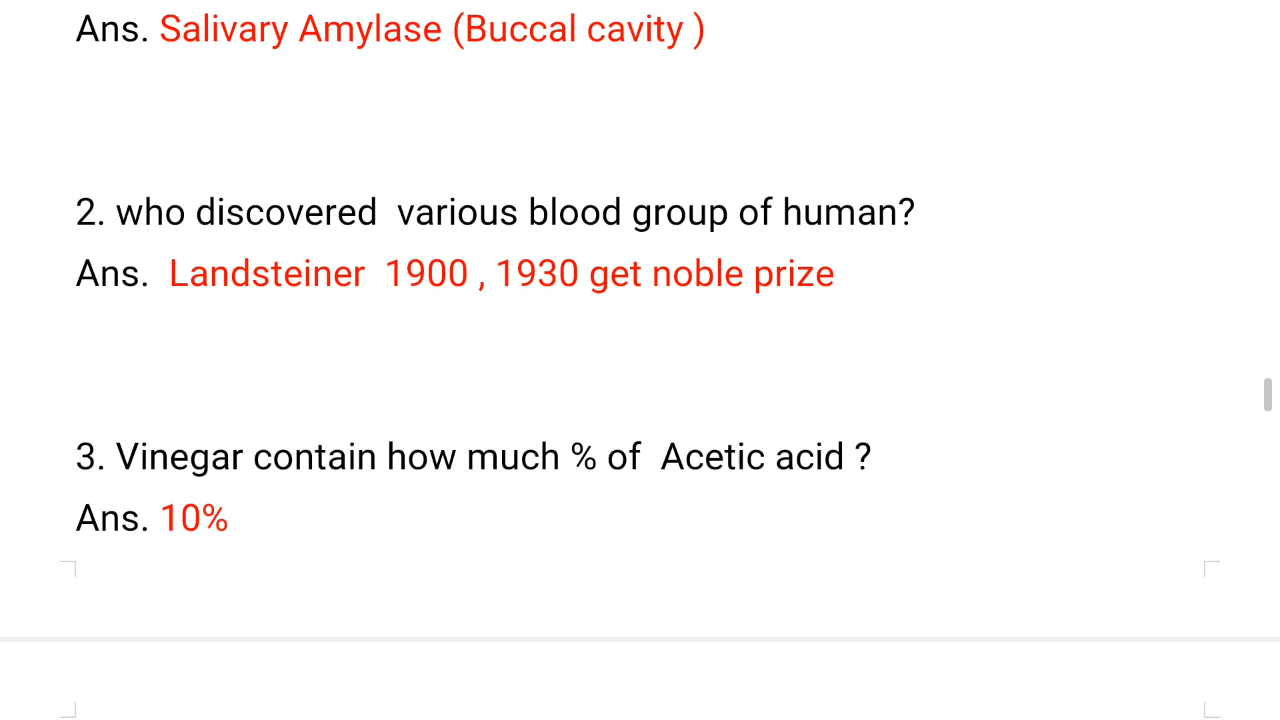 Ans. Salivary Amylase (Buccal cavity )
2. who discovered  various blood group of human?
Ans.  Landsteiner  1900 , 1930 get noble prize
3. Vinegar contain how much % of  Acetic acid ?
Ans. 10%